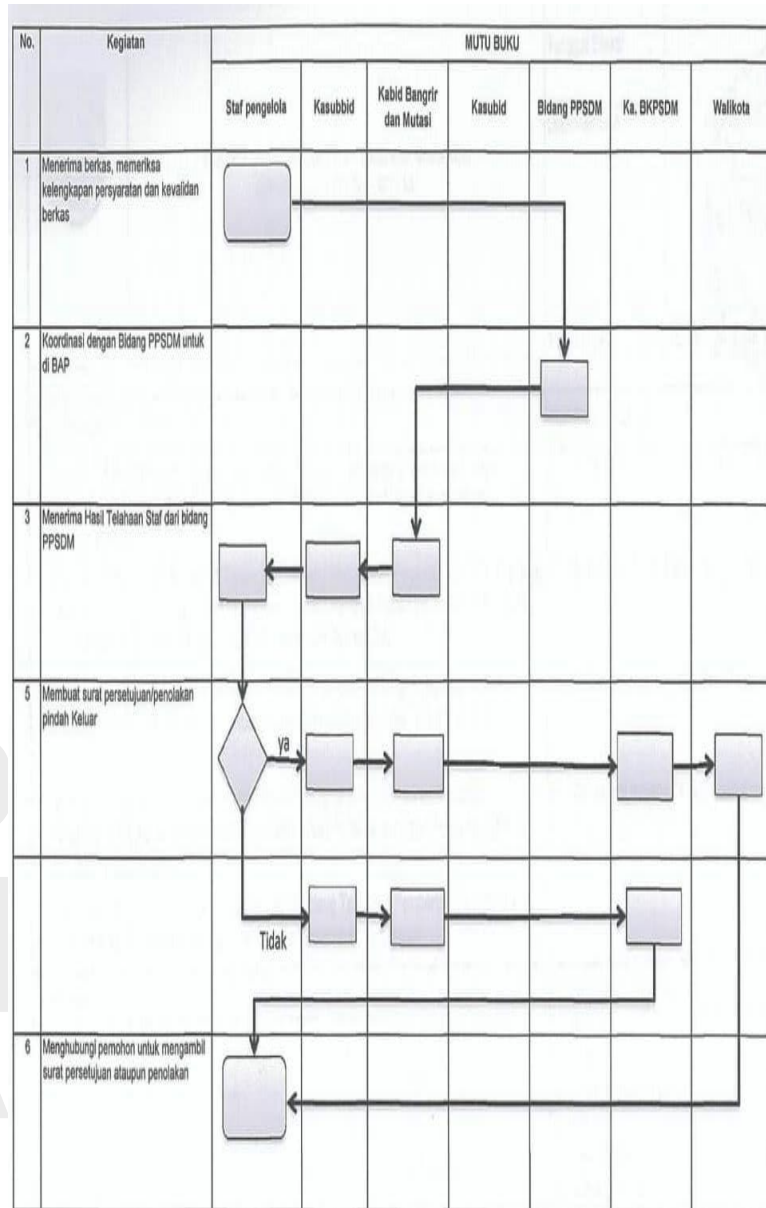 No. Kegiatan MUTU BUKU
Staf pengelola Kasubbid Kabid Bangrir dan Mutasi Kasubid Bidang PPSDM Ka. BKPSDM Walikota
1 Menerima berkas, memeriksa
kelengkapan persyaratan dan kevalidan
berkas
2 Koordinasi dengan Bidang PPSDM untuk
di BAP
3 Menerima Hasil Telahaan Staf dari bidang
PPSDM
5 Membuat surat persetujuan/penolakan
pindah Keluar
ya
Tidak
6 Menghubungi pemohon untuk mengambil
surat persetujuan ataupun penolakan